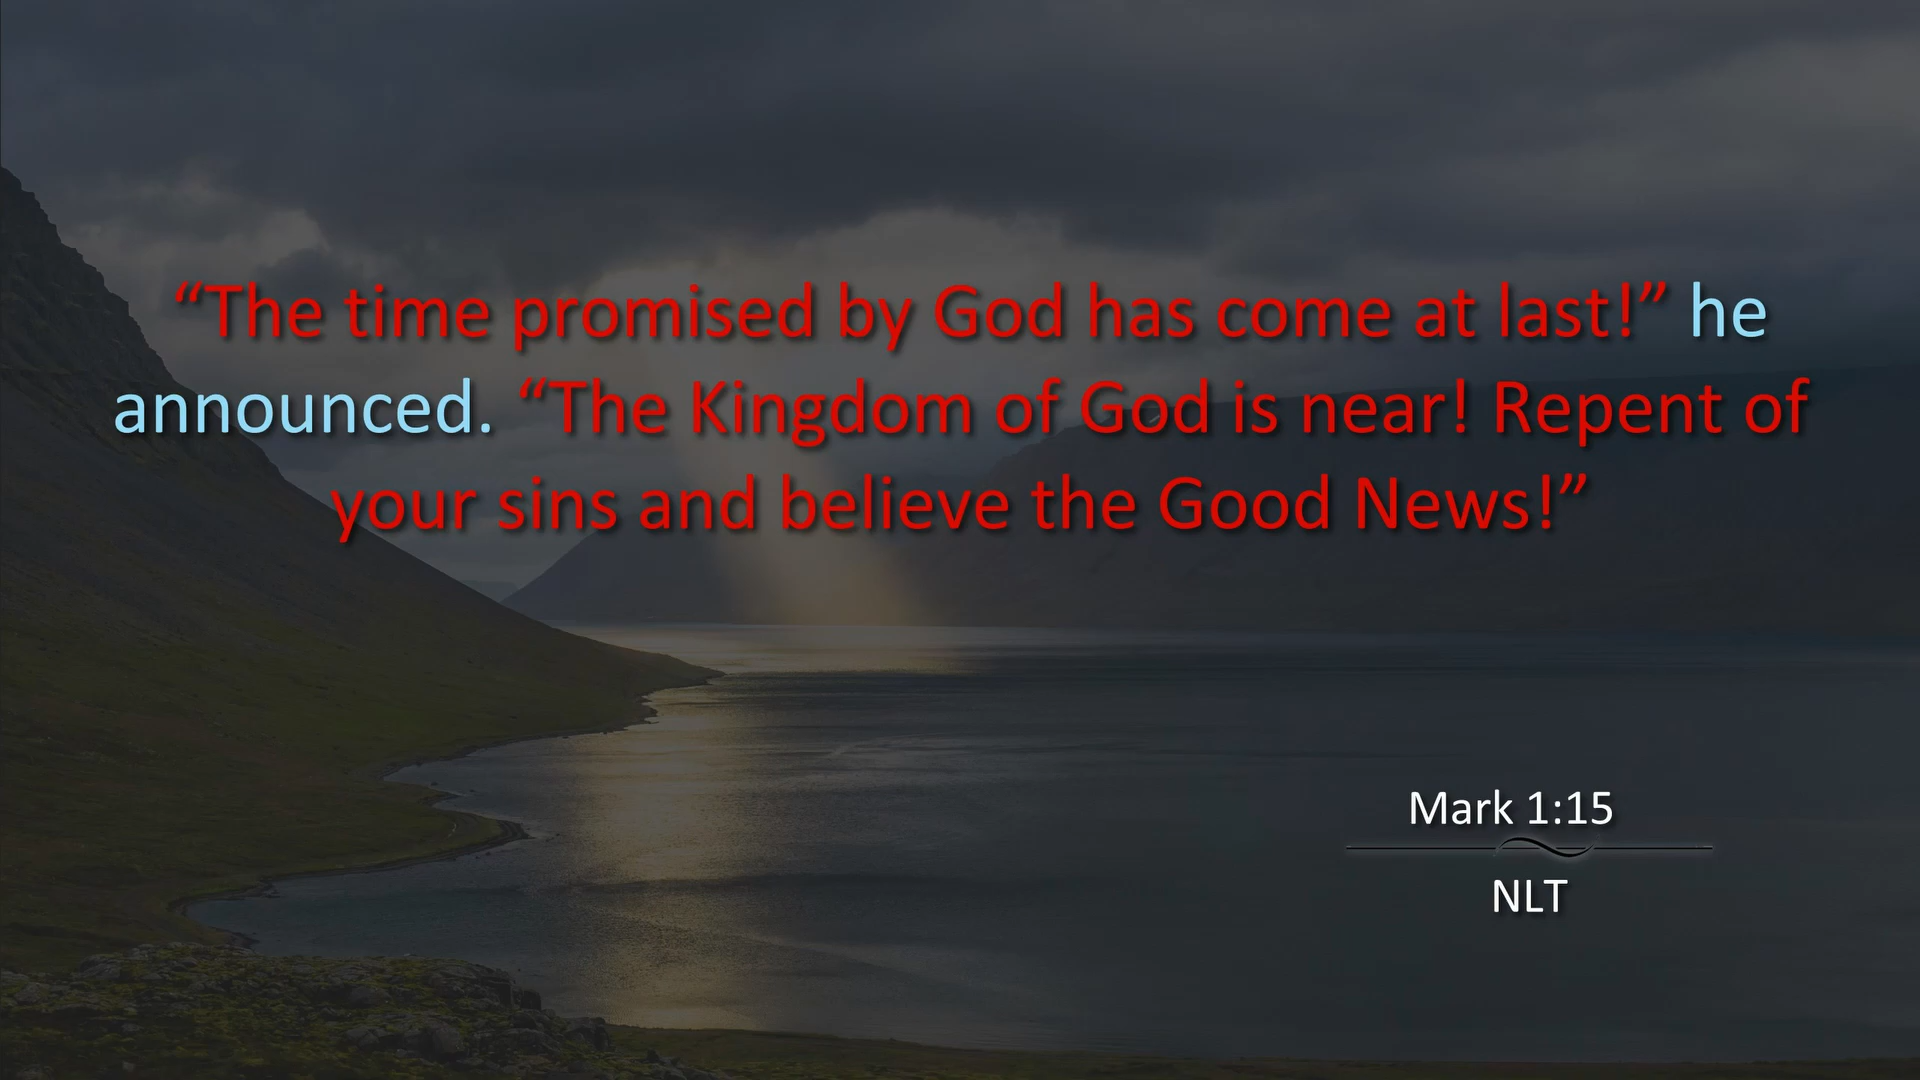 “The time promised by God has come at last!” he
announced. “The Kingdom of God is near! Repent of
your sins and believe the Good News!”
Mark 1:15
NLT